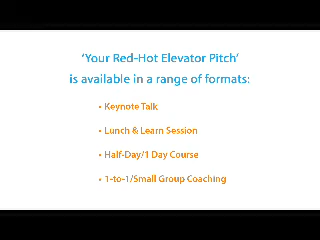 ‘Your Red-Hot Elevator Pitch’
is available in a range of formats:
• Keynote Talk
• Lunch & Learn Session
• Half-Day/1 Day Course
• 1-to-1/Small Group Coaching